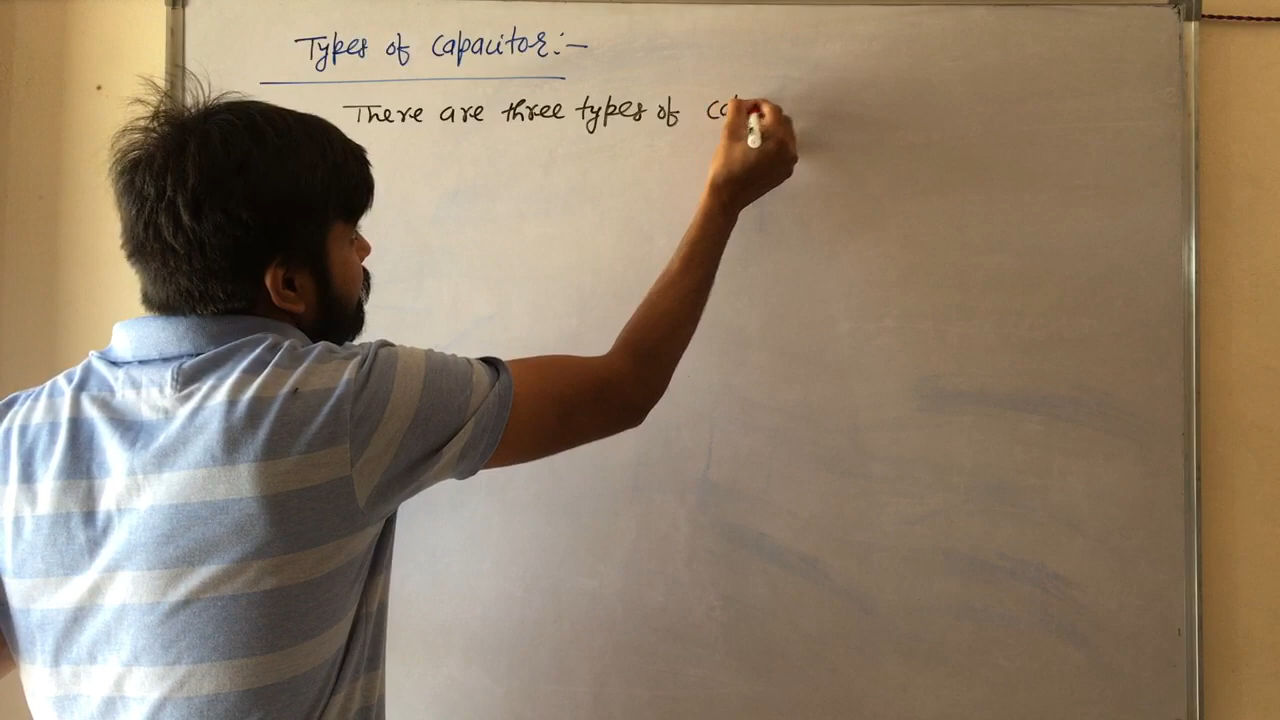 Types of Capacitor:-
There are three types of